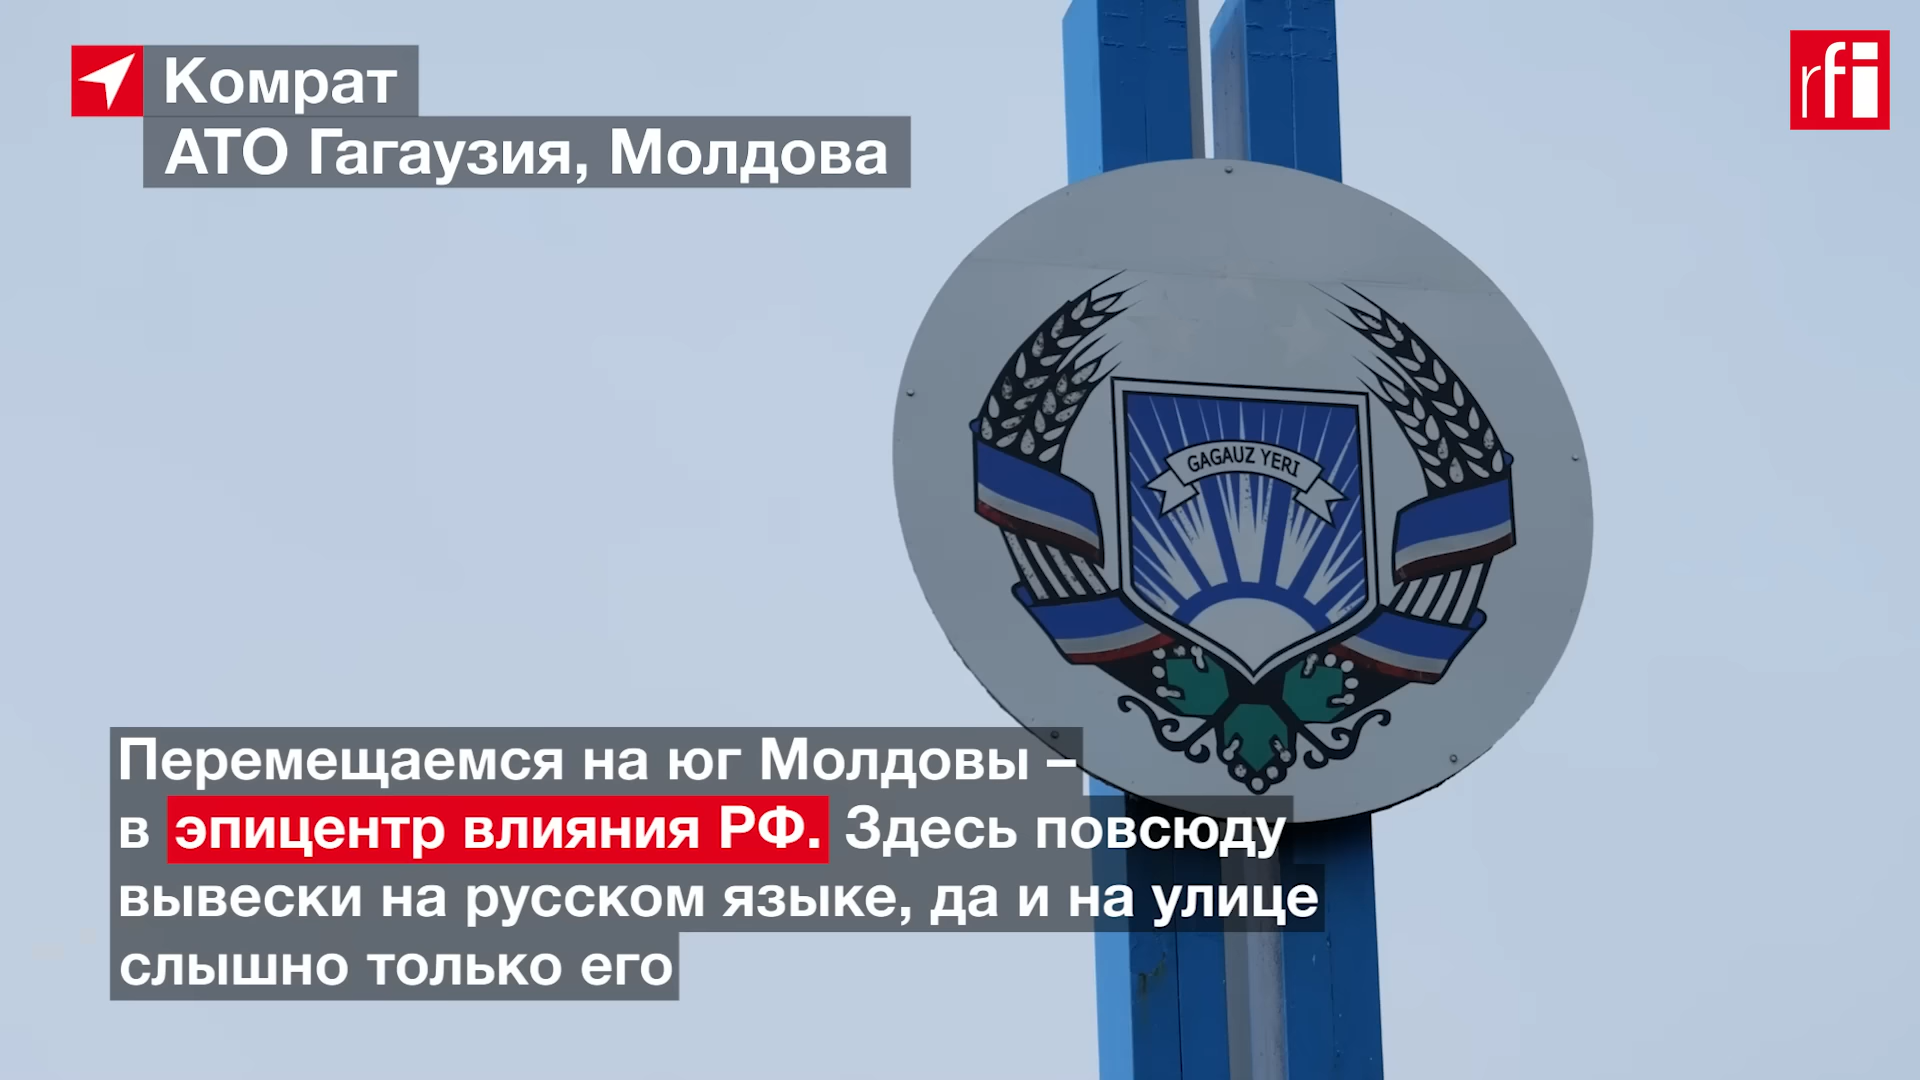 Комрат
АТО Гагаузия, Молдова
rfi
GAGAUZ YERI
Перемещаемся на юг Молдовы –
в эпицентр влияния РФ. Здесь повсюду
вывески на русском языке, да и на улице
слышно только его